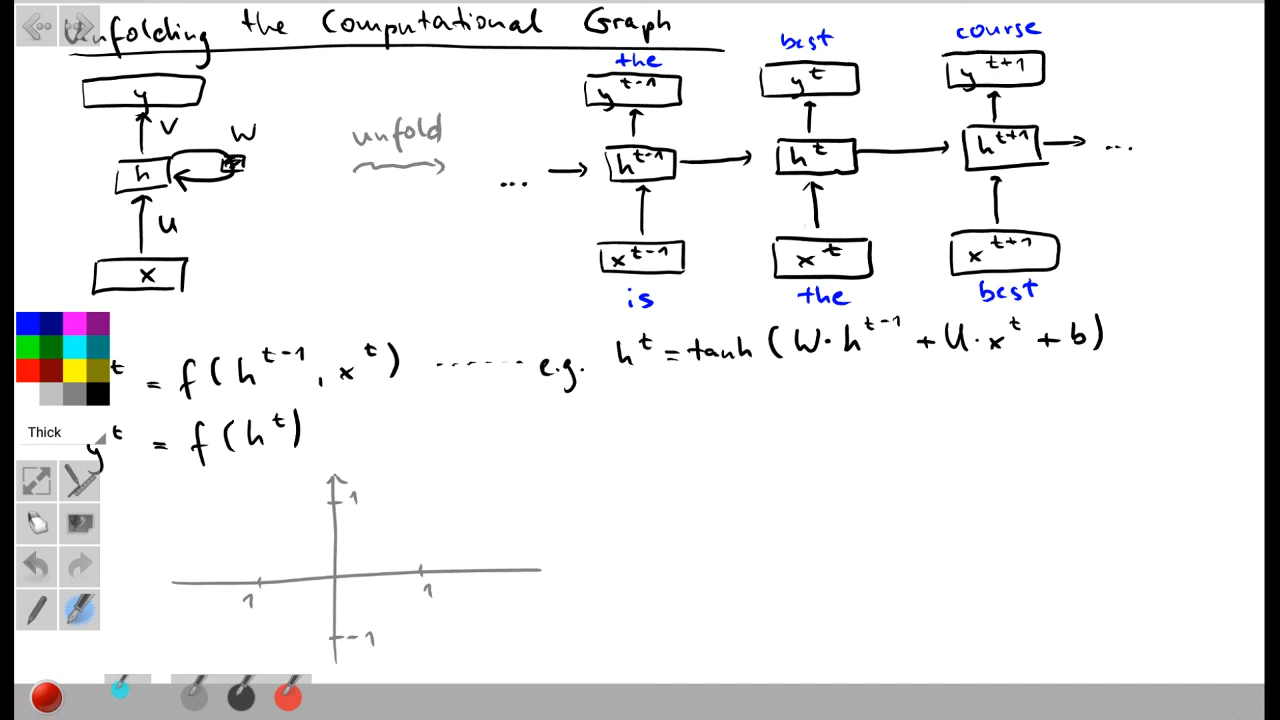 Unfolding the Computational Graph
the best course
y y^t-1 y^t y^t+1
V W
unfold
h ... h^t-1 h^t h^t+1 ...
U
x x^t-1 x^t x^t+1
is the best
t = f(h^t-1, x^t) ....... e.g. h^t = tanh (W·h^t-1 + U·x^t + b)
Thick
y^t = f(h^t)
1
1 1
-1